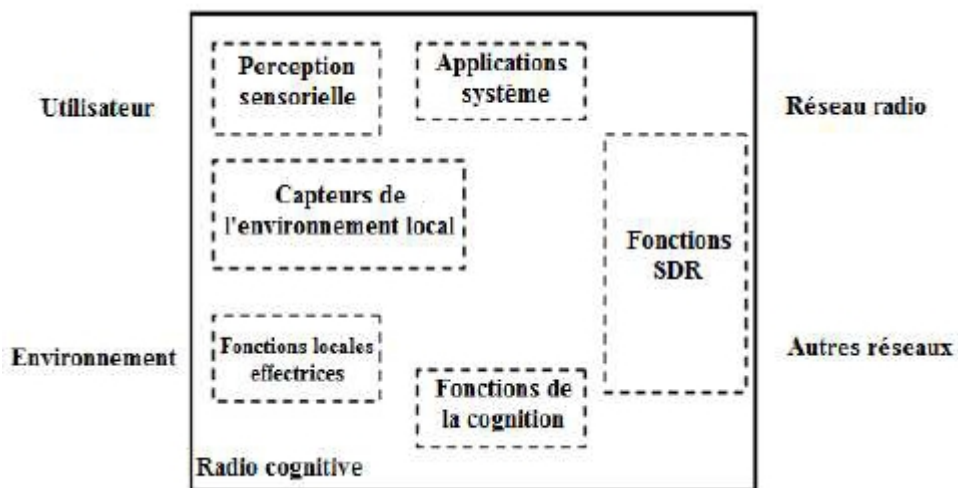 Perception
sensorielle
Applications
système
Utilisateur
Réseau radio
Capteurs de
l'environnement local
Fonctions
SDR
Environnement
Fonctions locales
effectrices
Autres réseaux
Fonctions de
la cognition
Radio cognitive